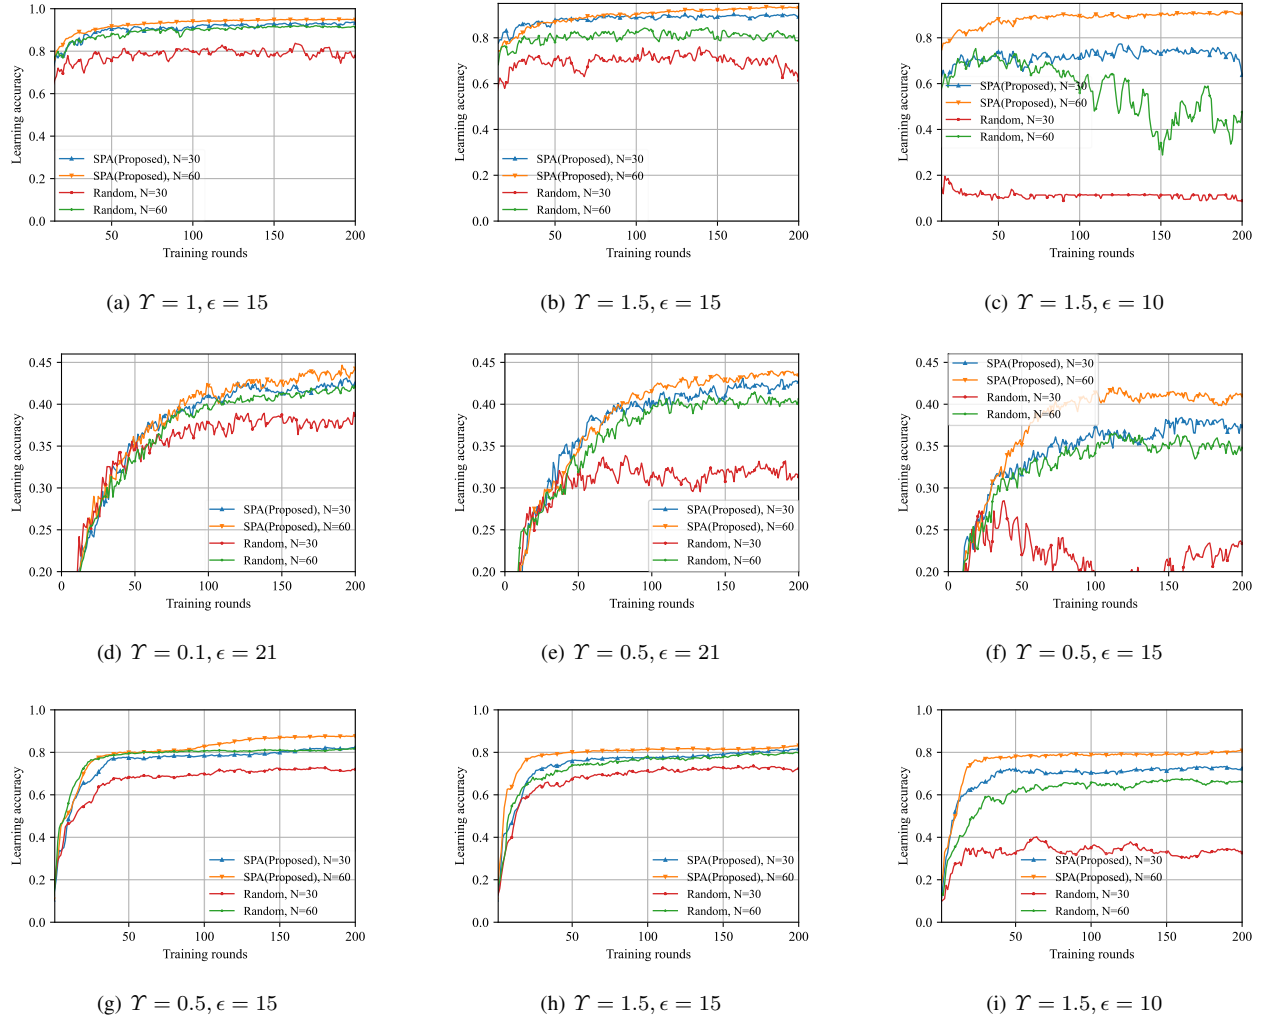 1.0
0.8
0.6
0.4
0.2
0.0
Learning accuracy
SPA(Proposed), N=30
SPA(Proposed), N=60
Random, N=30
Random, N=60
50 100 150 200
Training rounds
(a) ϒ = 1, ϵ = 15
0.8
0.6
0.4
0.2
0.0
Learning accuracy
SPA(Proposed), N=30
SPA(Proposed), N=60
Random, N=30
Random, N=60
50 100 150 200
Training rounds
(b) ϒ = 1.5, ϵ = 15
0.8
0.6
0.4
0.2
0.0
Learning accuracy
SPA(Proposed), N=30
SPA(Proposed), N=60
Random, N=30
Random, N=60
50 100 150 200
Training rounds
(c) ϒ = 1.5, ϵ = 10
0.45
0.40
0.35
0.30
0.25
0.20
Learning accuracy
SPA(Proposed), N=30
SPA(Proposed), N=60
Random, N=30
Random, N=60
0 50 100 150 200
Training rounds
(d) ϒ = 0.1, ϵ = 21
0.45
0.40
0.35
0.30
0.25
0.20
Learning accuracy
SPA(Proposed), N=30
SPA(Proposed), N=60
Random, N=30
Random, N=60
0 50 100 150 200
Training rounds
(e) ϒ = 0.5, ϵ = 21
0.45
0.40
0.35
0.30
0.25
0.20
Learning accuracy
SPA(Proposed), N=30
SPA(Proposed), N=60
Random, N=30
Random, N=60
0 50 100 150 200
Training rounds
(f) ϒ = 0.5, ϵ = 15
1.0
0.8
0.6
0.4
0.2
0.0
Learning accuracy
SPA(Proposed), N=30
SPA(Proposed), N=60
Random, N=30
Random, N=60
50 100 150 200
Training rounds
(g) ϒ = 0.5, ϵ = 15
1.0
0.8
0.6
0.4
0.2
0.0
Learning accuracy
SPA(Proposed), N=30
SPA(Proposed), N=60
Random, N=30
Random, N=60
50 100 150 200
Training rounds
(h) ϒ = 1.5, ϵ = 15
1.0
0.8
0.6
0.4
0.2
0.0
Learning accuracy
SPA(Proposed), N=30
SPA(Proposed), N=60
Random, N=30
Random, N=60
50 100 150 200
Training rounds
(i) ϒ = 1.5, ϵ = 10